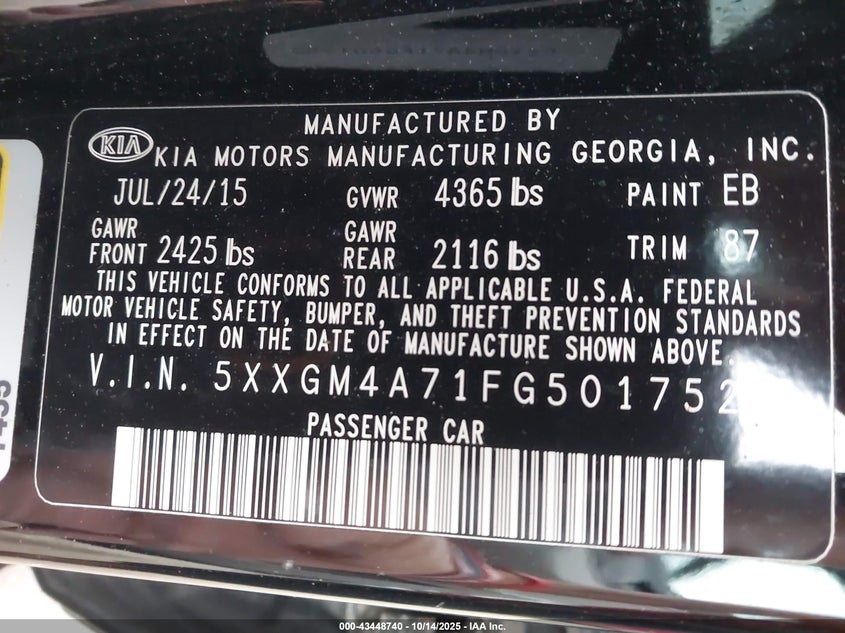 MANUFACTURED BY
KIA KIA MOTORS MANUFACTURING GEORGIA, INC.
JUL/24/15 GVWR 4365 lbs PAINT EB
GAWR FRONT 2425 lbs GAWR REAR 2116 lbs TRIM 87
THIS VEHICLE CONFORMS TO ALL APPLICABLE U.S.A. FEDERAL
MOTOR VEHICLE SAFETY, BUMPER, AND THEFT PREVENTION STANDARDS
IN EFFECT ON THE DATE OF MANUFACTURE SHOWN ABOVE.
V.I.N. 5XXGM4A71FG501752
PASSENGER CAR
000-43448740 - 10/14/2025 - IAA Inc.